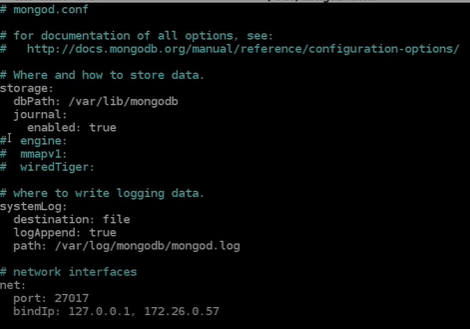 # mongod.conf
# for documentation of all options, see:
#   http://docs.mongodb.org/manual/reference/configuration-options/
# Where and how to store data.
storage:
  dbPath: /var/lib/mongodb
  journal:
    enabled: true
#  engine:
#  mmapv1:
#  wiredTiger:
# where to write logging data.
systemLog:
  destination: file
  logAppend: true
  path: /var/log/mongodb/mongod.log
# network interfaces
net:
  port: 27017
  bindIp: 127.0.0.1, 172.26.0.57